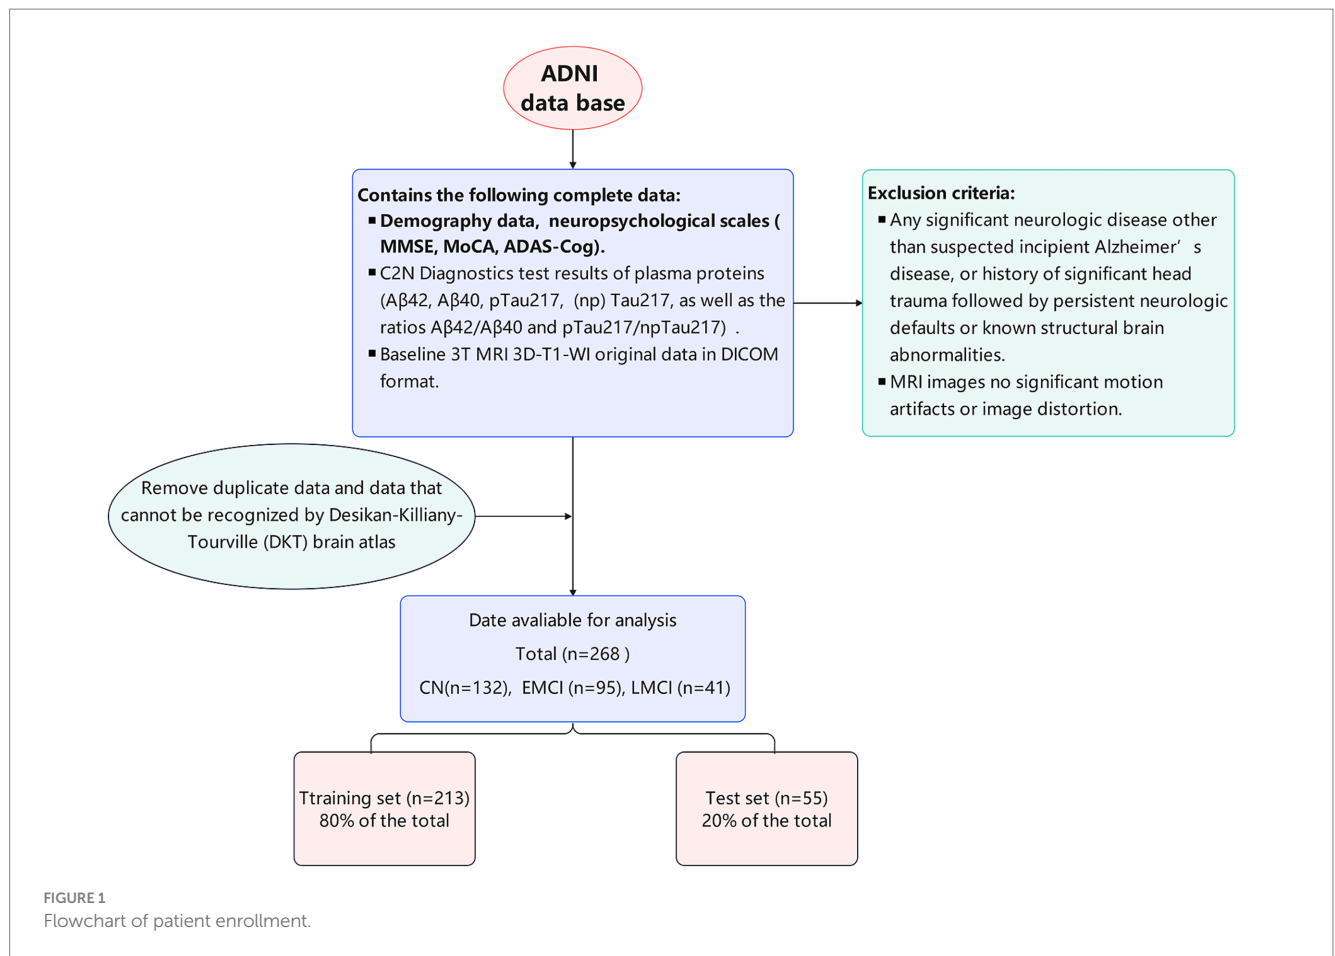 ADNI
data base
Contains the following complete data:
▪ Demography data, neuropsychological scales (
MMSE, MoCA, ADAS-Cog).
▪ C2N Diagnostics test results of plasma proteins
(Aβ42, Aβ40, pTau217, (np) Tau217, as well as the
ratios Aβ42/Aβ40 and pTau217/npTau217) .
▪ Baseline 3T MRI 3D-T1-WI original data in DICOM
format.
Exclusion criteria:
▪ Any significant neurologic disease other
than suspected incipient Alzheimer’ s
disease, or history of significant head
trauma followed by persistent neurologic
defaults or known structural brain
abnormalities.
▪ MRI images no significant motion
artifacts or image distortion.
Remove duplicate data and data that
cannot be recognized by Desikan-Killiany-
Tourville (DKT) brain atlas
Date avaliable for analysis
Total (n=268 )
CN(n=132), EMCI (n=95), LMCI (n=41)
Ttraining set (n=213)
80% of the total
Test set (n=55)
20% of the total
FIGURE 1
Flowchart of patient enrollment.